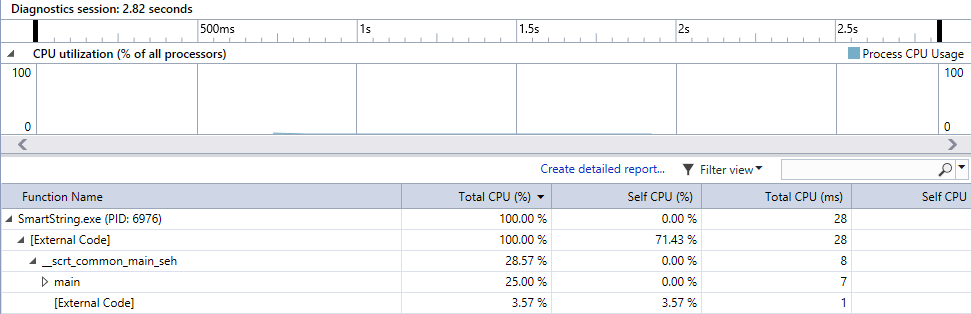 Diagnostics session: 2.82 seconds
500ms 1s 1.5s 2s 2.5s
CPU utilization (% of all processors) Process CPU Usage
100 100
0 0
Create detailed report... Filter view
Function Name Total CPU (%) Self CPU (%) Total CPU (ms) Self CPU
SmartString.exe (PID: 6976) 100.00 % 0.00 % 28
[External Code] 100.00 % 71.43 % 28
__scrt_common_main_seh 28.57 % 0.00 % 8
main 25.00 % 0.00 % 7
[External Code] 3.57 % 3.57 % 1